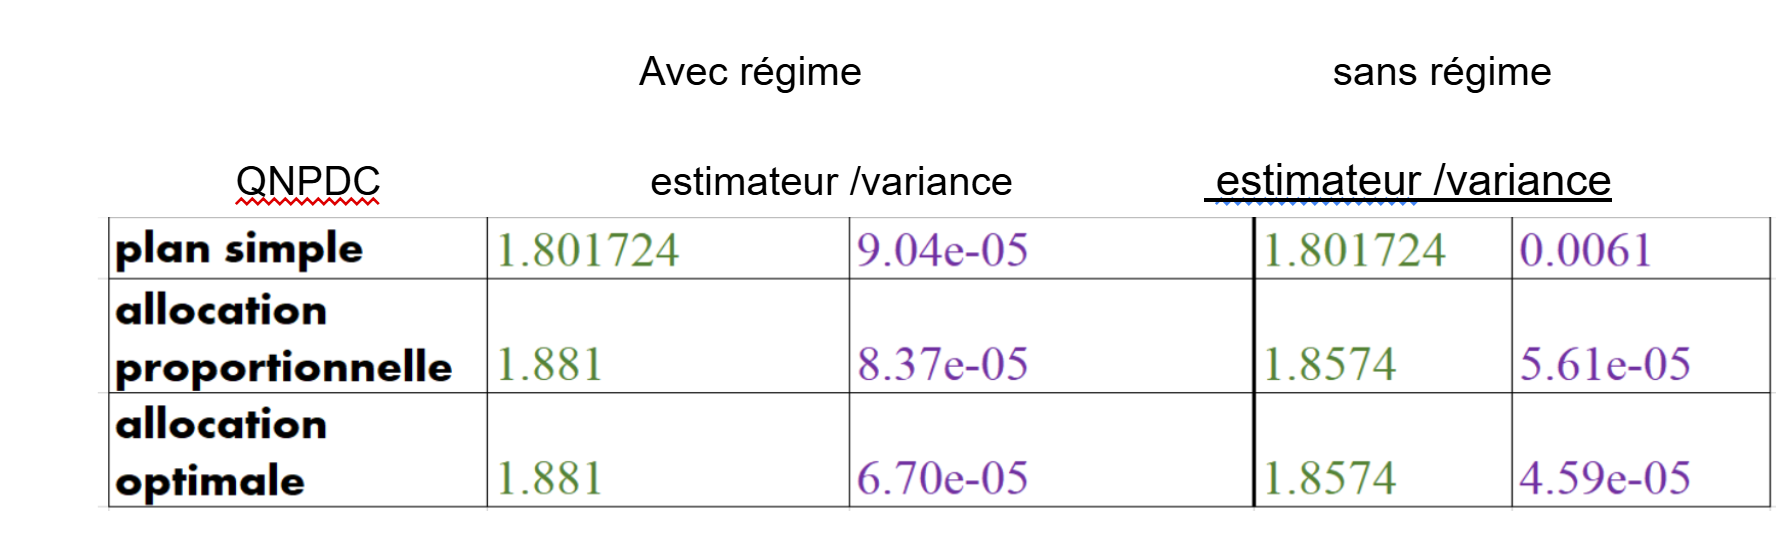 Avec régime sans régime
QNPDC estimateur /variance estimateur /variance
plan simple 1.801724 9.04e-05 1.801724 0.0061
allocation
proportionnelle 1.881 8.37e-05 1.8574 5.61e-05
allocation
optimale 1.881 6.70e-05 1.8574 4.59e-05